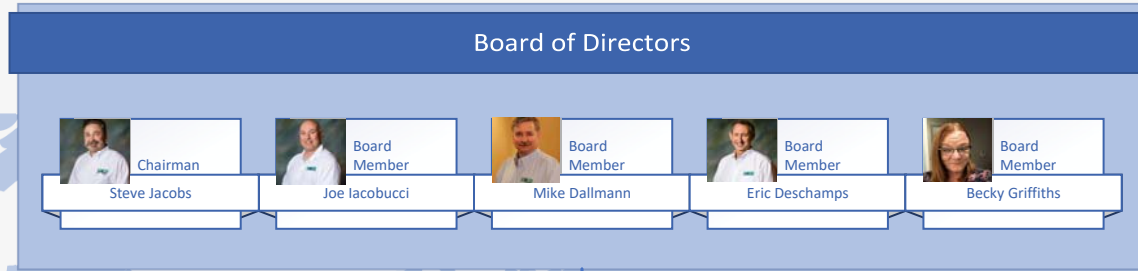 Board of Directors
Chairman
Steve Jacobs
Board
Member
Joe Iacobucci
Board
Member
Mike Dallmann
Board
Member
Eric Deschamps
Board
Member
Becky Griffiths